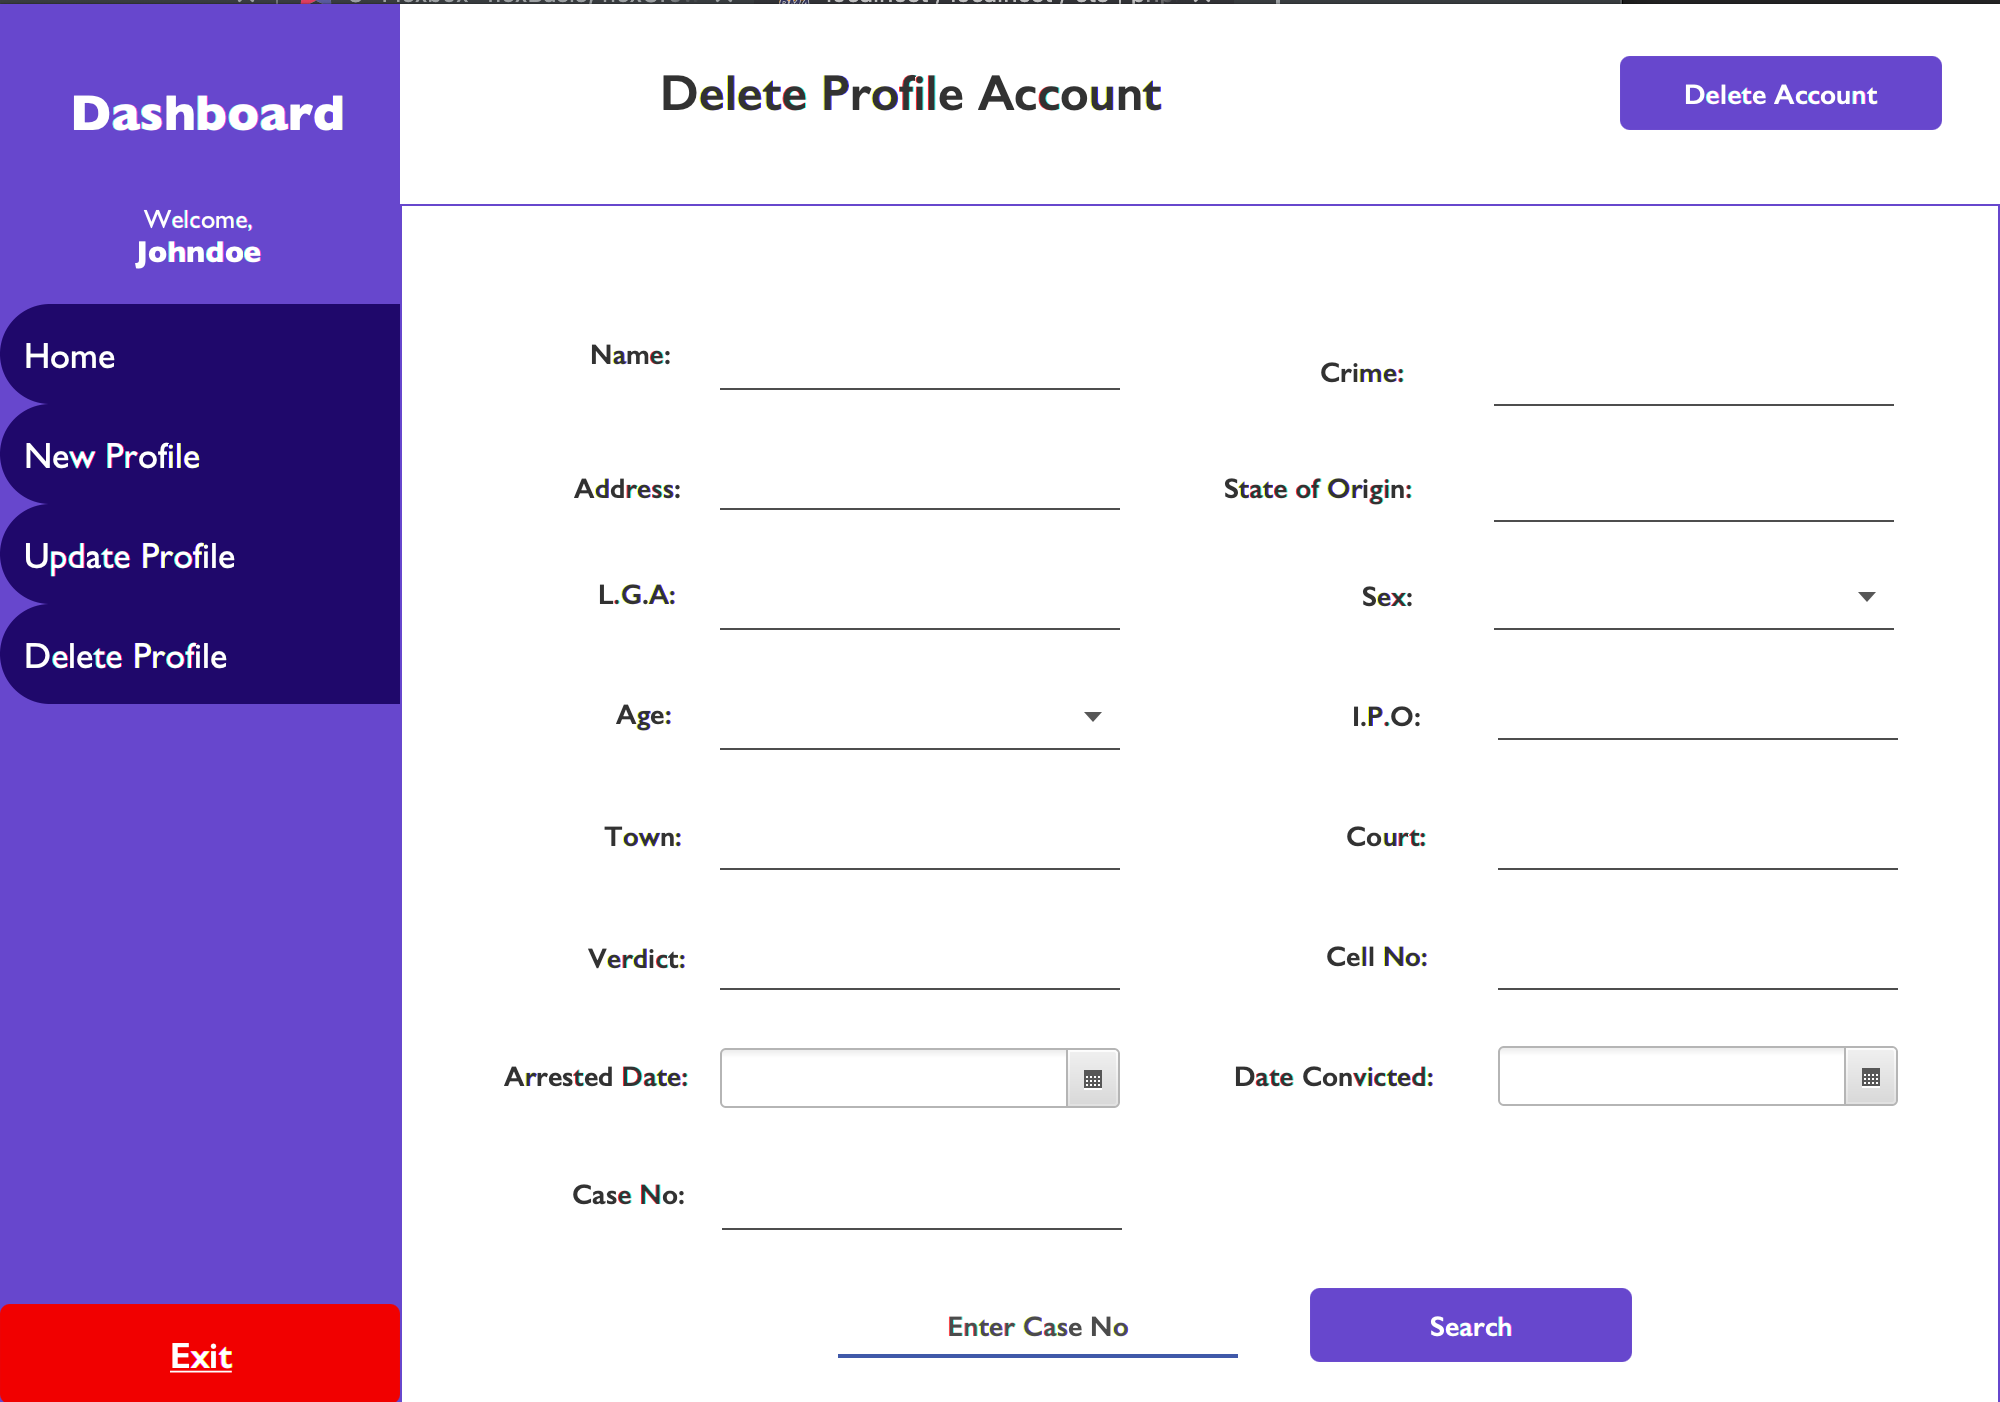 Dashboard
Welcome,
Johndoe
Home
New Profile
Update Profile
Delete Profile
Exit
Delete Profile Account
Delete Account
Name:
Crime:
Address:
State of Origin:
L.G.A:
Sex:
Age:
I.P.O:
Town:
Court:
Verdict:
Cell No:
Arrested Date:
Date Convicted:
Case No:
Enter Case No
Search